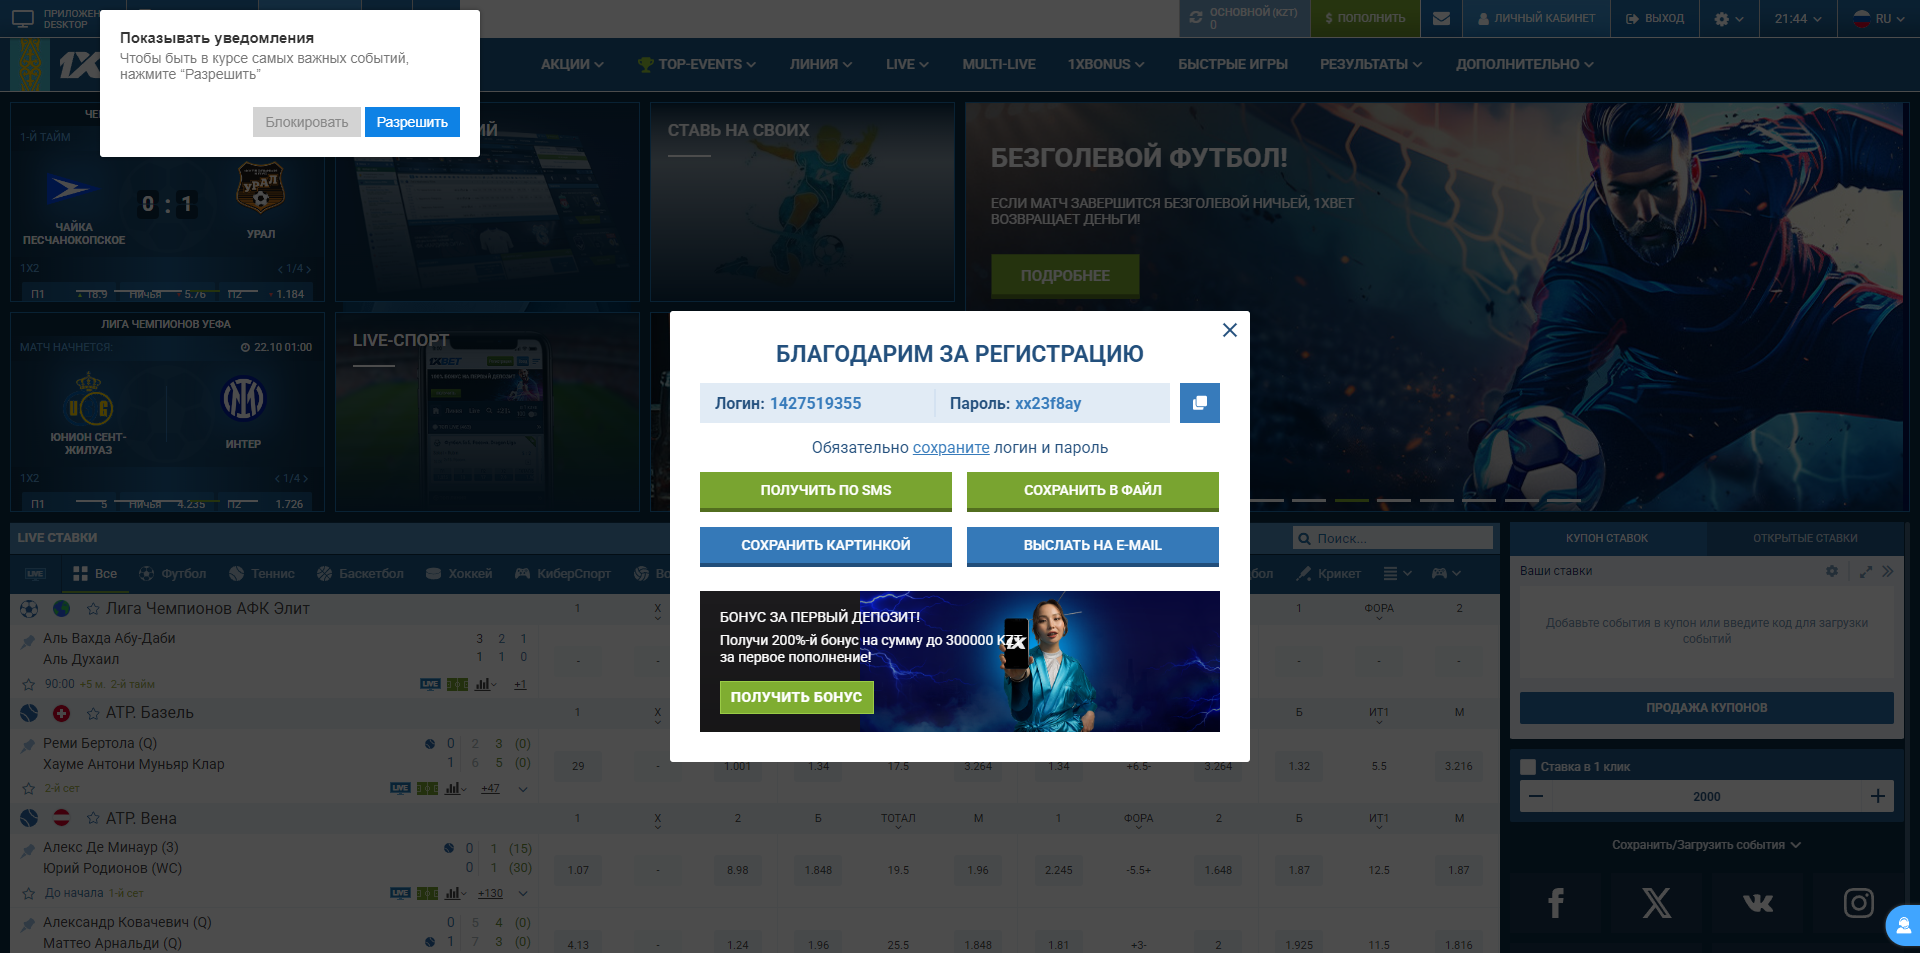 DESKTOP
ОСНОВНОЙ (KZT)
0
$ ПОПОЛНИТЬ
ЛИЧНЫЙ КАБИНЕТ
ВЫХОД
21:44
RU
Показывать уведомления
Чтобы быть в курсе самых важных событий,
нажмите “Разрешить”
Блокировать
Разрешить
1X
АКЦИИ
TOP-EVENTS
ЛИНИЯ
LIVE
MULTI-LIVE
1XBONUS
БЫСТРЫЕ ИГРЫ
РЕЗУЛЬТАТЫ
ДОПОЛНИТЕЛЬНО
1-Й ТАЙМ
0 : 1
ЧАЙКА
ПЕСЧАНОКОПСКОЕ
УРАЛ
1X2
1/4
П1 18.9 Ничья 5.76 П2 1.184
СТАВЬ НА СВОИХ
БЕЗГОЛЕВОЙ ФУТБОЛ!
ЕСЛИ МАТЧ ЗАВЕРШИТСЯ БЕЗГОЛЕВОЙ НИЧЬЕЙ, 1XBET
ВОЗВРАЩАЕТ ДЕНЬГИ!
ПОДРОБНЕЕ
ЛИГА ЧЕМПИОНОВ УЕФА
МАТЧ НАЧНЕТСЯ:
22.10 01:00
ЮНИОН СЕНТ-
ЖИЛУАЗ
ИНТЕР
1X2
1/4
П1 5 Ничья 4.235 П2 1.726
LIVE-СПОРТ
1XBET
БЛАГОДАРИМ ЗА РЕГИСТРАЦИЮ
Логин: 1427519355
Пароль: xx23f8ay
Обязательно сохраните логин и пароль
ПОЛУЧИТЬ ПО SMS
СОХРАНИТЬ В ФАЙЛ
СОХРАНИТЬ КАРТИНКОЙ
ВЫСЛАТЬ НА E-MAIL
БОНУС ЗА ПЕРВЫЙ ДЕПОЗИТ!
Получи 200%-й бонус на сумму до 300000 KZT
за первое пополнение!
ПОЛУЧИТЬ БОНУС
1X
LIVE СТАВКИ
Поиск...
LIVE
Все
Футбол
Теннис
Баскетбол
Хоккей
КиберСпорт
Крикет
Лига Чемпионов АФК Элит
1 X 1 ФОРА 2
Аль Вахда Абу-Даби 3 2 1
Аль Духаил 1 1 0
90:00 +5 м. 2-й тайм LIVE +1
ATP. Базель
1 X Б ИТ1 М
Реми Бертола (Q) 0 2 3 (0)
Хауме Антони Муньяр Клар 1 6 5 (0)
29 - 1.001 1.34 17.5 3.264 1.34 +6.5- 3.264 1.32 5.5 3.216
2-й сет LIVE +47
ATP. Вена
1 X 2 Б ТОТАЛ М 1 ФОРА 2 Б ИТ1 М
Алекс Де Минаур (3) 0 1 (15)
Юрий Родионов (WC) 0 1 (30)
1.07 - 8.98 1.848 19.5 1.96 2.245 -5.5+ 1.648 1.87 12.5 1.87
До начала 1-й сет LIVE +130
Александр Ковачевич (Q) 0 5 4 (0)
Маттео Арнальди (Q) 1 7 3 (0)
4.13 - 1.24 1.96 25.5 1.848 1.81 +3- 2 1.925 11.5 1.816
КУПОН СТАВОК
ОТКРЫТЫЕ СТАВКИ
Ваши ставки
Добавьте события в купон или введите код для загрузки
событий
ПРОДАЖА КУПОНОВ
Ставка в 1 клик
2000
Сохранить/Загрузить события